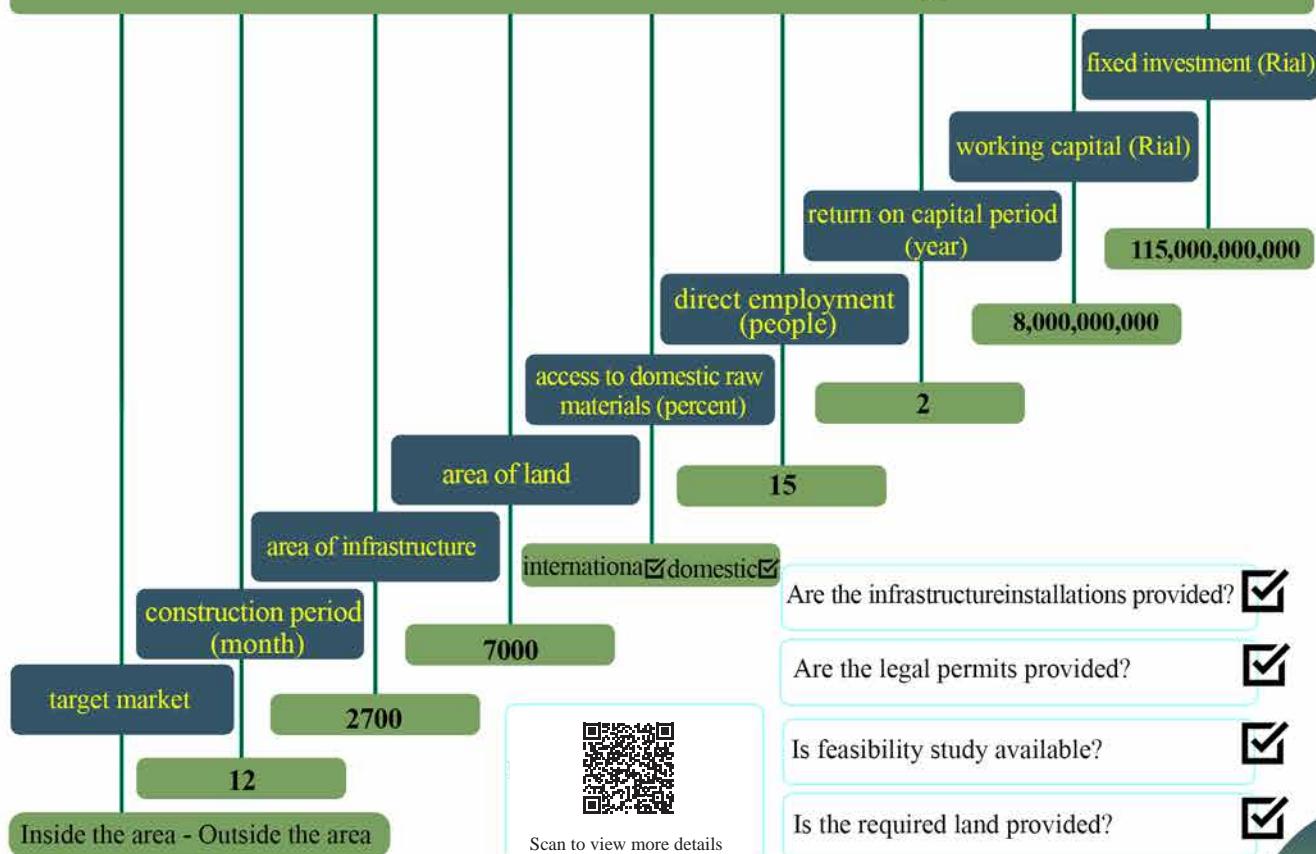 fixed investment (Rial)
115,000,000,000
working capital (Rial)
8,000,000,000
return on capital period
(year)
2
direct employment
(people)
15
access to domestic raw
materials (percent)
internationa☑domestic☑
area of land
7000
area of infrastructure
2700
construction period
(month)
12
target market
Inside the area - Outside the area
Are the infrastructureinstallations provided? ☑
Are the legal permits provided? ☑
Is feasibility study available? ☑
Is the required land provided? ☑
Scan to view more details